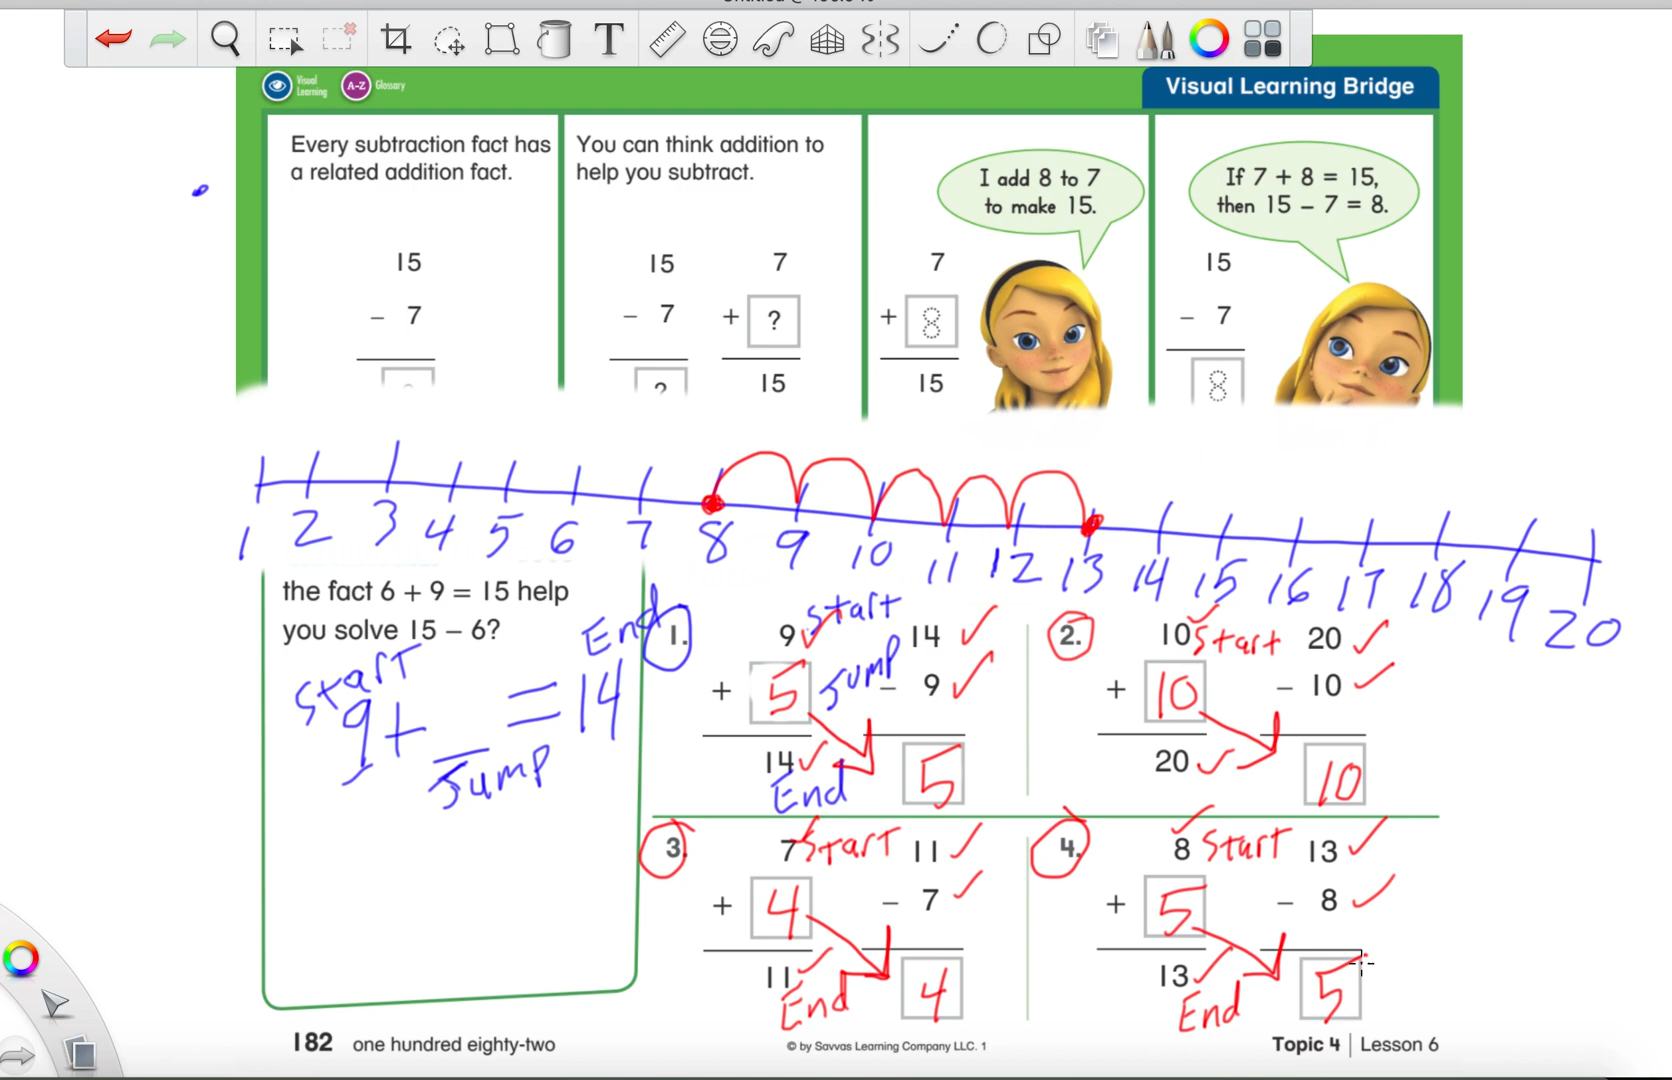 Visual Learning
A-Z Glossary
Visual Learning Bridge
Every subtraction fact has
a related addition fact.
15
– 7
You can think addition to
help you subtract.
15
– 7
?
7
+ ?
15
I add 8 to 7
to make 15.
7
+ 8
15
If 7 + 8 = 15,
then 15 – 7 = 8.
15
– 7
8
1 2 3 4 5 6 7 8 9 10 11 12 13 14 15 16 17 18 19 20
the fact 6 + 9 = 15 help
you solve 15 – 6?
Start
End
9 + = 14
Jump
1.
9 Start
+ 5 Jump
14
End
14
– 9
5
2.
10 Start
+ 10
20
20
– 10
10
3.
7 Start
+ 4
11
End
11
– 7
4
4.
8 Start
+ 5
13
End
13
– 8
5
182 one hundred eighty-two
© by Savvas Learning Company LLC. 1
Topic 4 | Lesson 6